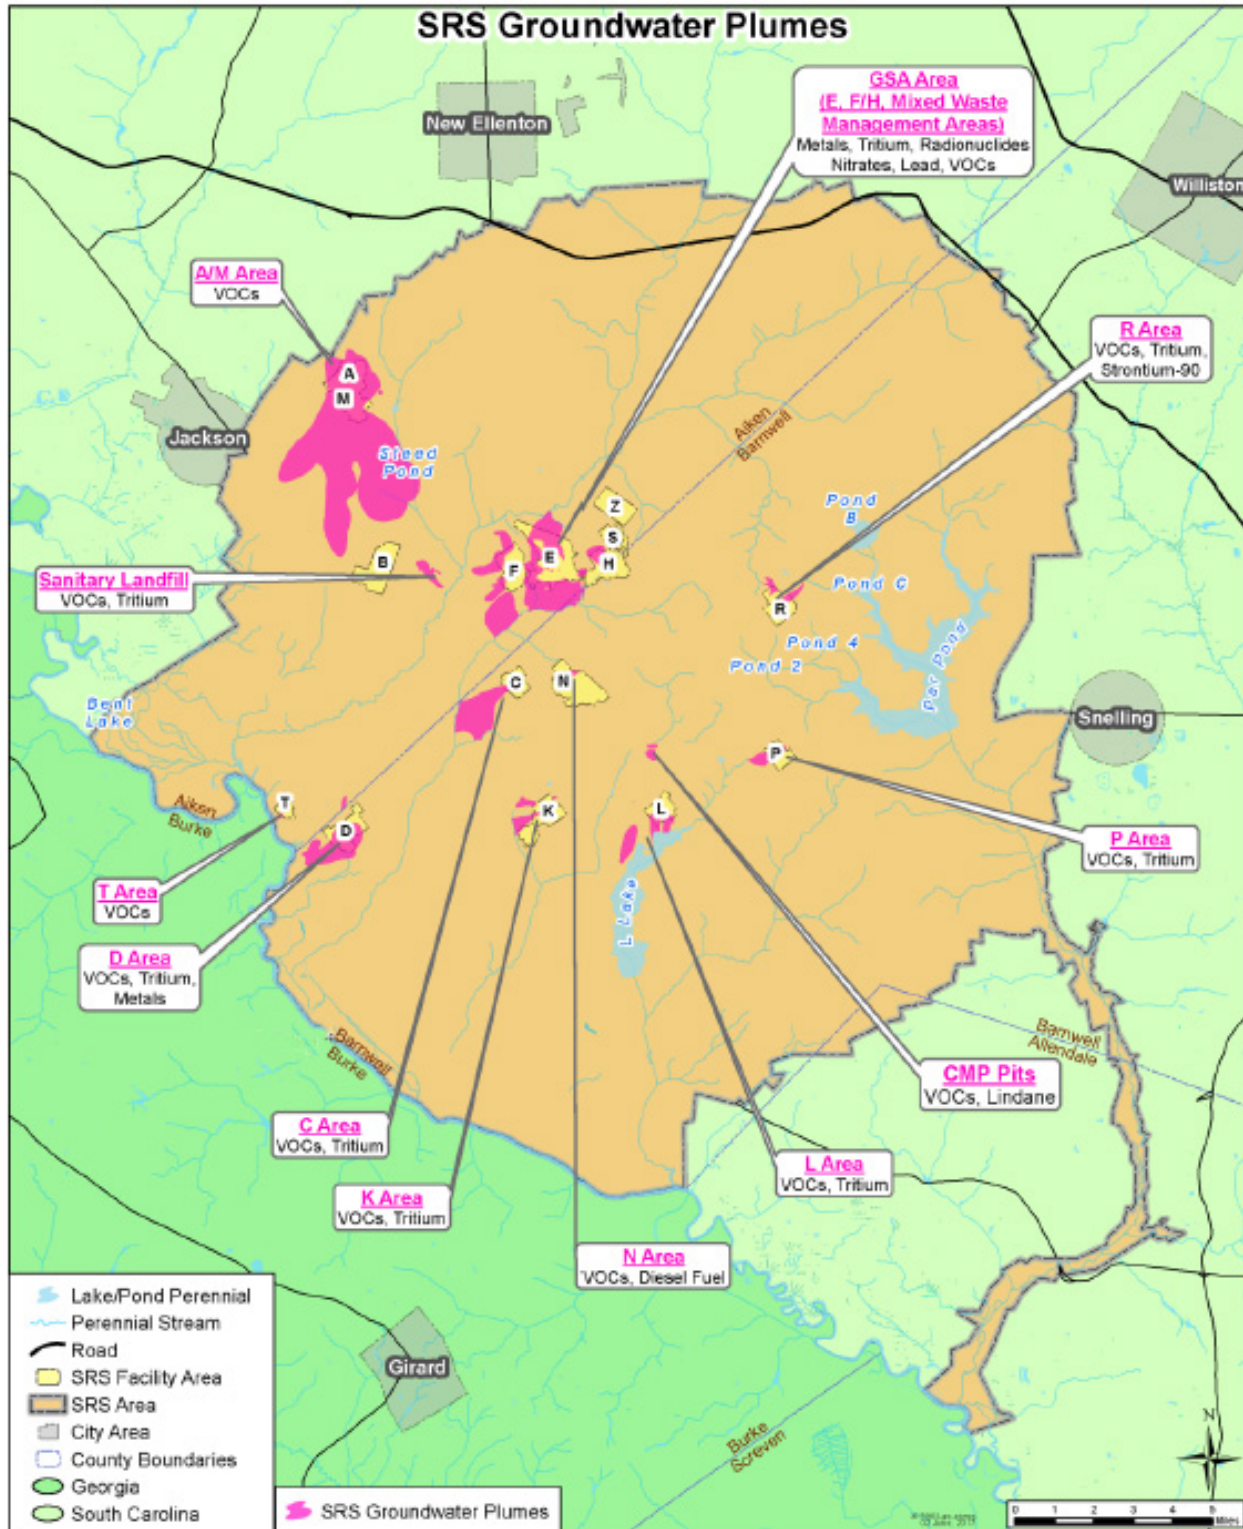 SRS Groundwater Plumes
GSA Area
(E, F/H, Mixed Waste
Management Areas)
Metals, Tritium, Radionuclides
Nitrates, Lead, VOCs
New Ellenton
Williston
A/M Area
VOCs
R Area
VOCs, Tritium,
Strontium-90
A
M
Jackson
Steed
Pond
Aiken
Barnwell
Z
S
H
E
F
B
Pond
B
Pond C
R
Pond 4
Pond 2
Par Pond
Sanitary Landfill
VOCs, Tritium
Bent
Lake
C
N
Snelling
P
T
D
K
L
L Lake
Aiken
Burke
P Area
VOCs, Tritium
T Area
VOCs
D Area
VOCs, Tritium,
Metals
Barnwell
Burke
Barnwell
Allendale
CMP Pits
VOCs, Lindane
C Area
VOCs, Tritium
L Area
VOCs, Tritium
K Area
VOCs, Tritium
N Area
VOCs, Diesel Fuel
Girard
Burke
Screven
Lake/Pond Perennial
Perennial Stream
Road
SRS Facility Area
SRS Area
City Area
County Boundaries
Georgia
South Carolina
SRS Groundwater Plumes
N
0 1 2 3 4 5
Miles